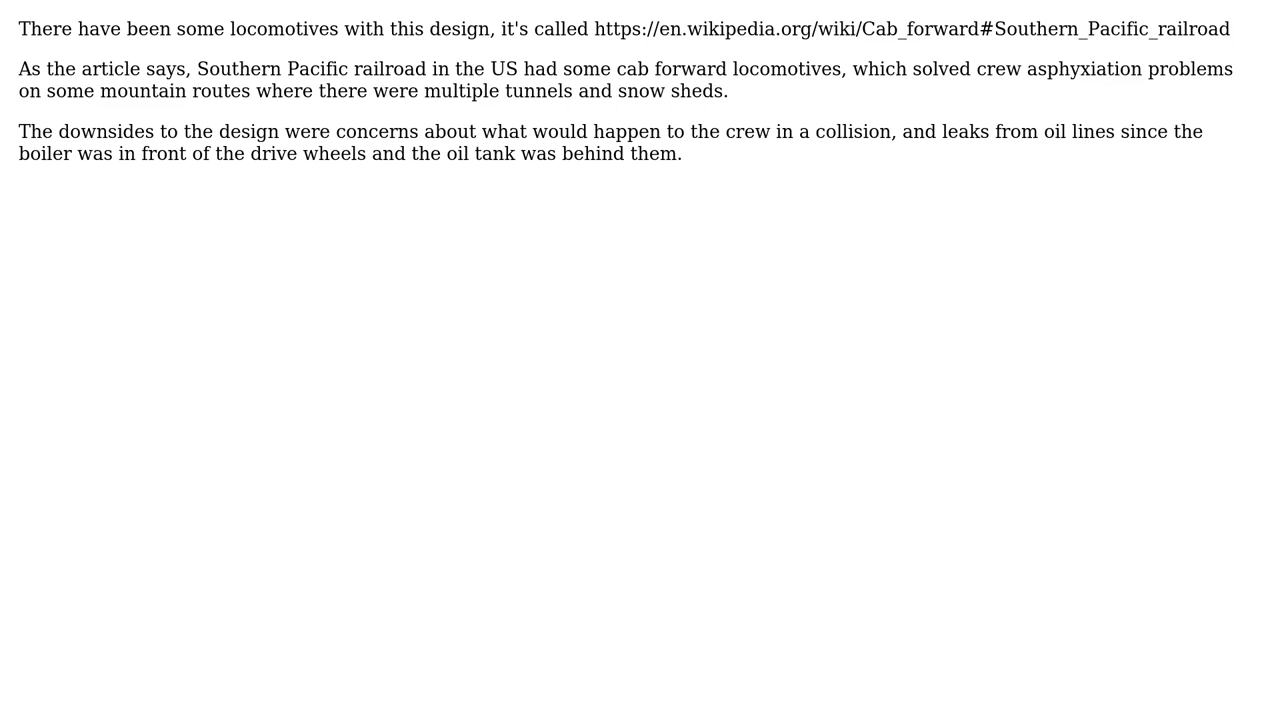 There have been some locomotives with this design, it's called https://en.wikipedia.org/wiki/Cab_forward#Southern_Pacific_railroad
As the article says, Southern Pacific railroad in the US had some cab forward locomotives, which solved crew asphyxiation problems
on some mountain routes where there were multiple tunnels and snow sheds.
The downsides to the design were concerns about what would happen to the crew in a collision, and leaks from oil lines since the
boiler was in front of the drive wheels and the oil tank was behind them.